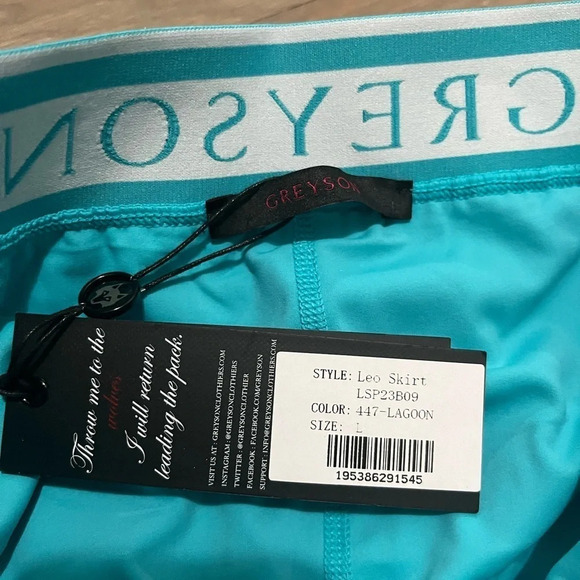 GREYSON
GREYSON
Throw me to the
wolves
I will return
leading the pack.
VISIT US AT : GREYSONCLOTHIERS.COM
INSTAGRAM : @GREYSONCLOTHIERS
TWITTER : @GREYSONCLOTHIER
FACEBOOK : FACEBOOK.COM/GREYSON
SUPPORT : INFO@GREYSONCLOTHIERS.COM
STYLE: Leo Skirt
LSP23B09
COLOR: 447-LAGOON
SIZE: L
195386291545